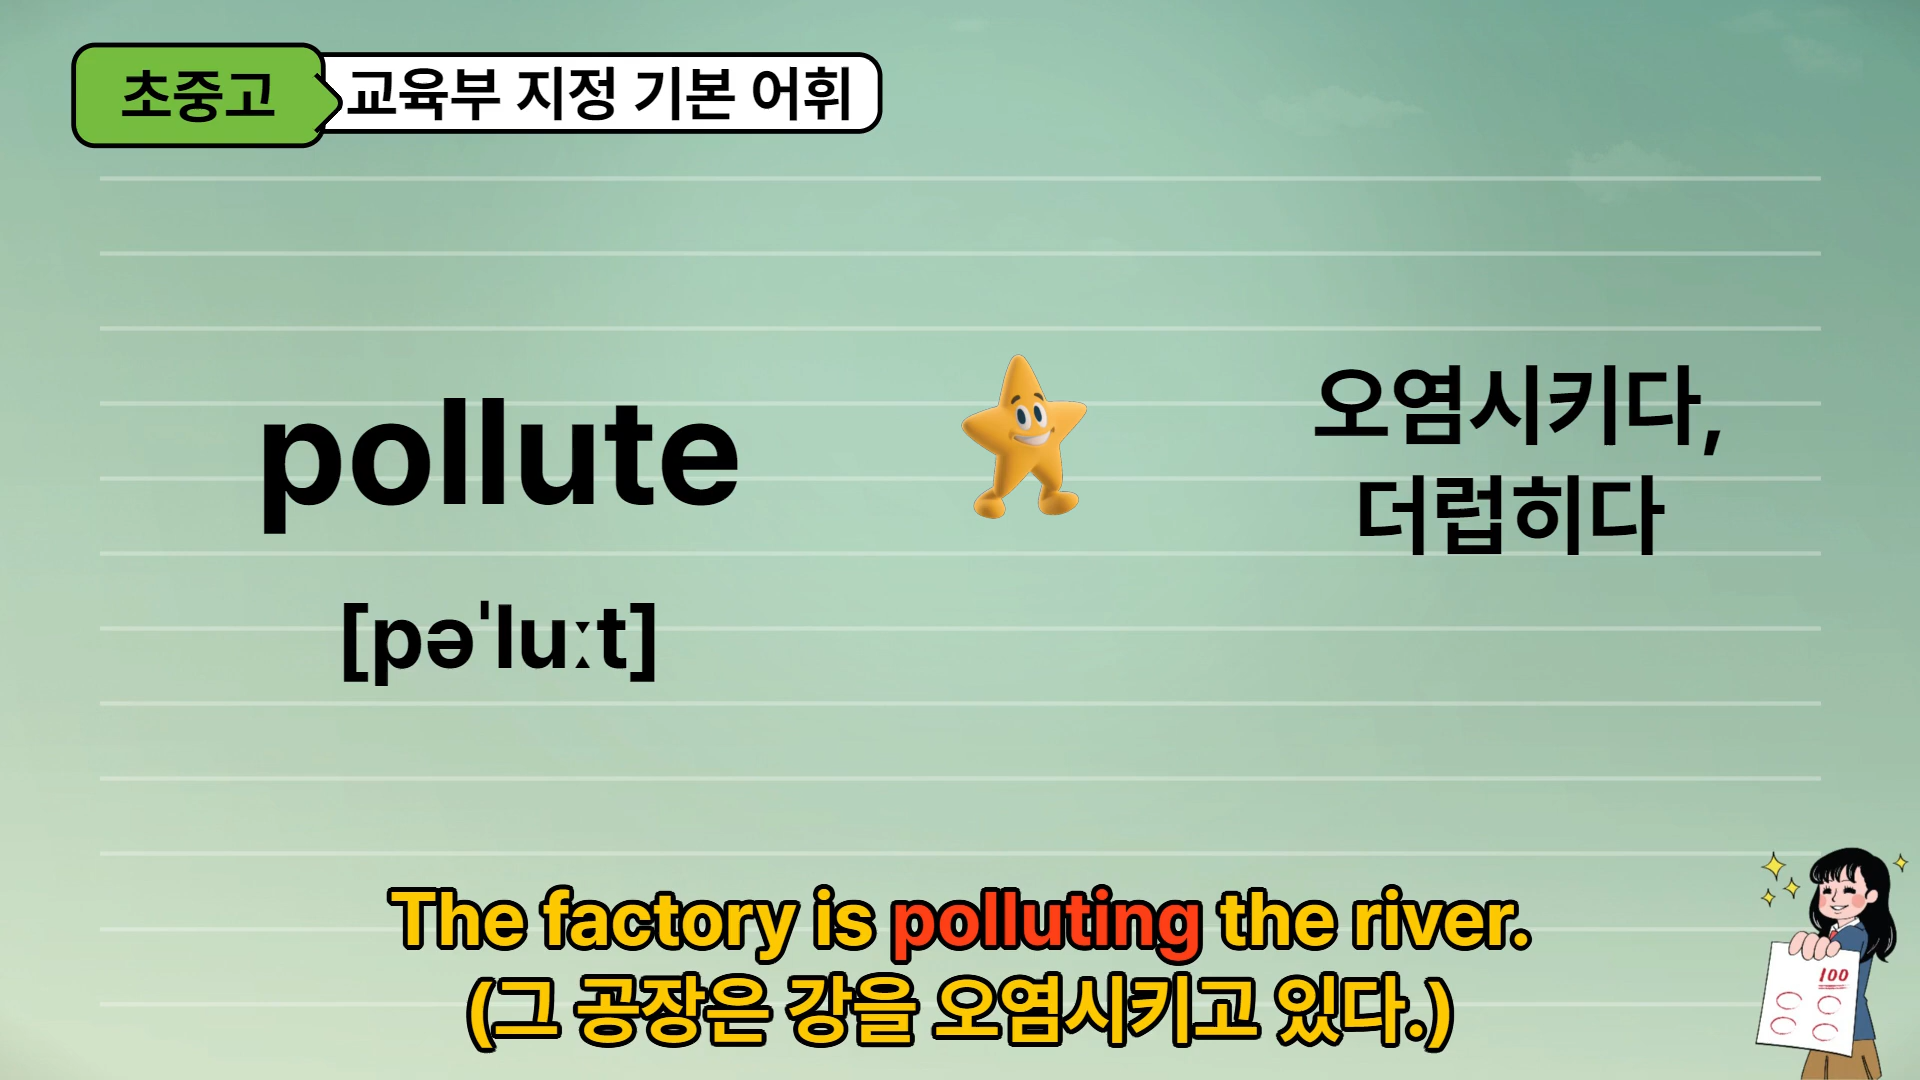 초중고 교육부 지정 기본 어휘
pollute
[pəˈluːt]
오염시키다,
더럽히다
The factory is polluting the river.
(그 공장은 강을 오염시키고 있다.)
100